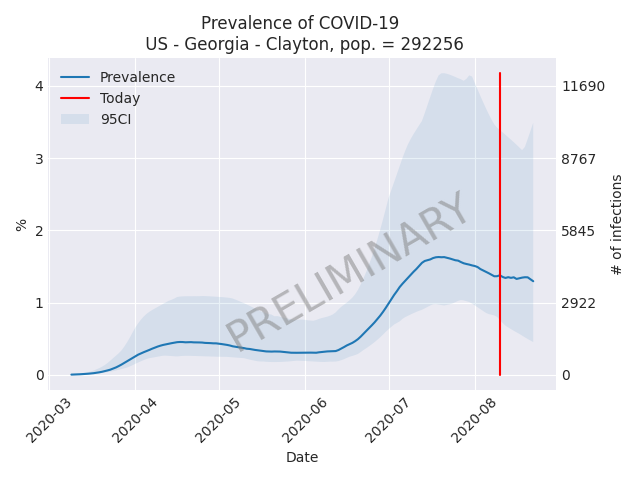 Prevalence of COVID-19
US - Georgia - Clayton, pop. = 292256
Prevalence
Today
95CI
PRELIMINARY
%
4
3
2
1
0
11690
8767
5845
2922
0
# of infections
2020-03
2020-04
2020-05
2020-06
2020-07
2020-08
Date